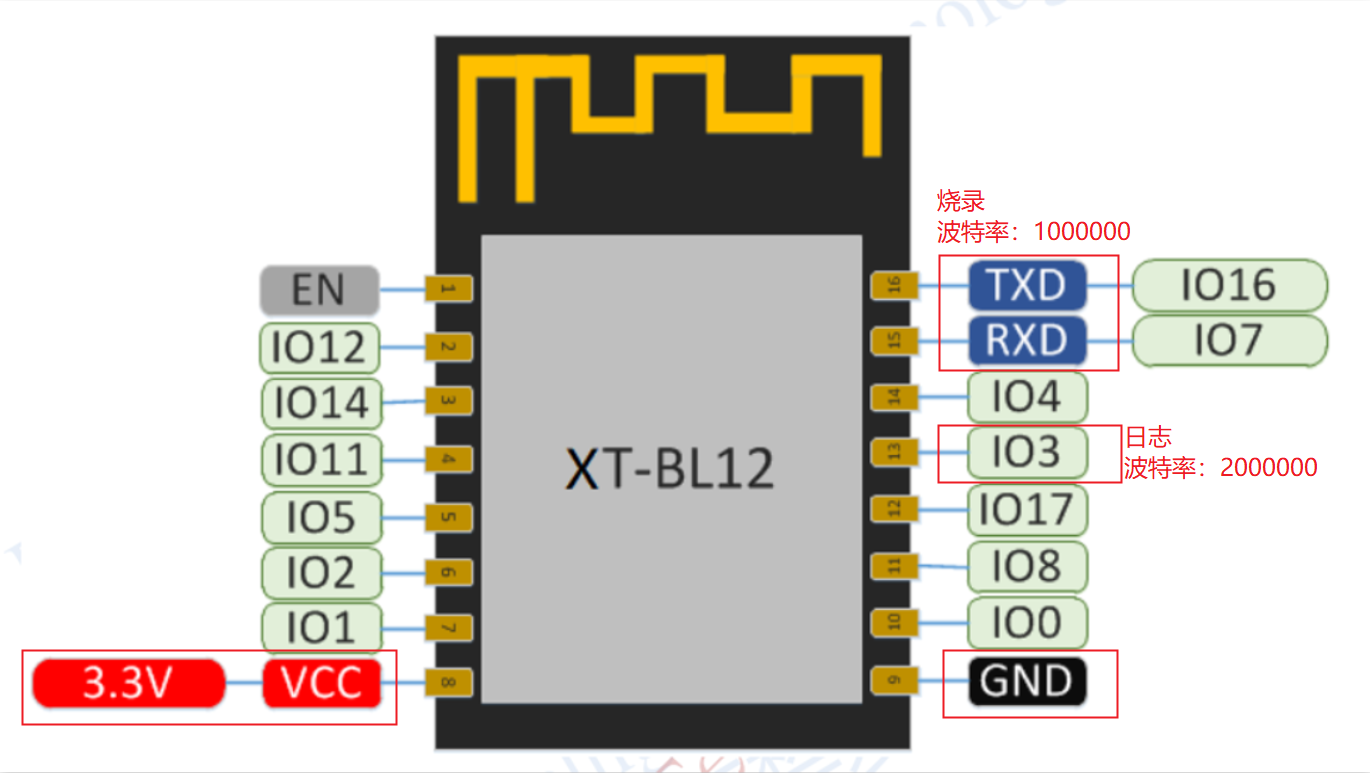 烧录
波特率：1000000
EN 1 16 TXD IO16
IO12 2 15 RXD IO7
IO14 3 14 IO4
IO11 4 13 IO3 日志
波特率：2000000
XT-BL12
IO5 5 12 IO17
IO2 6 11 IO8
IO1 7 10 IO0
3.3V VCC 8 9 GND